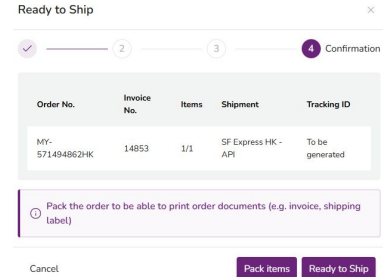 Ready to Ship ×
2 3 4 Confirmation
Order No. Invoice No. Items Shipment Tracking ID
MY-571494862HK 14853 1/1 SF Express HK - API To be generated
Pack the order to be able to print order documents (e.g. invoice, shipping
label)
Cancel Pack items Ready to Ship